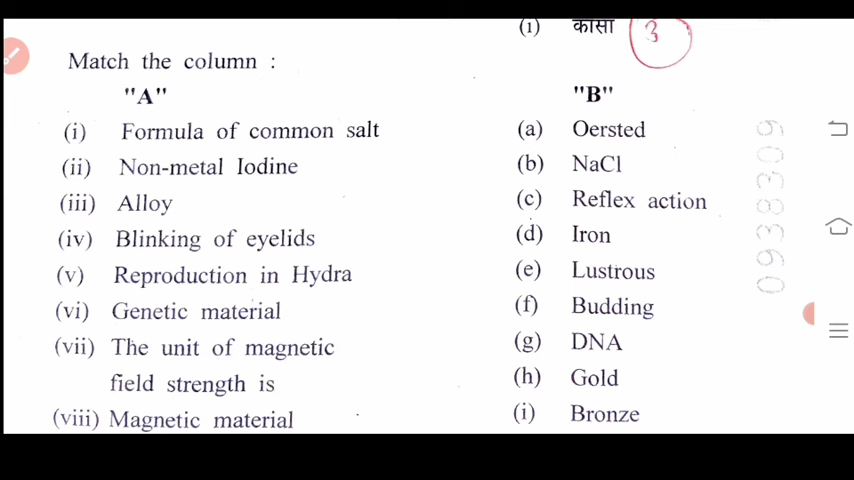 (i) कांसा 3
Match the column :
"A" "B"
(i) Formula of common salt (a) Oersted
(ii) Non-metal Iodine (b) NaCl
(iii) Alloy (c) Reflex action
(iv) Blinking of eyelids (d) Iron
(v) Reproduction in Hydra (e) Lustrous
(vi) Genetic material (f) Budding
(vii) The unit of magnetic (g) DNA
field strength is (h) Gold
(viii) Magnetic material (i) Bronze